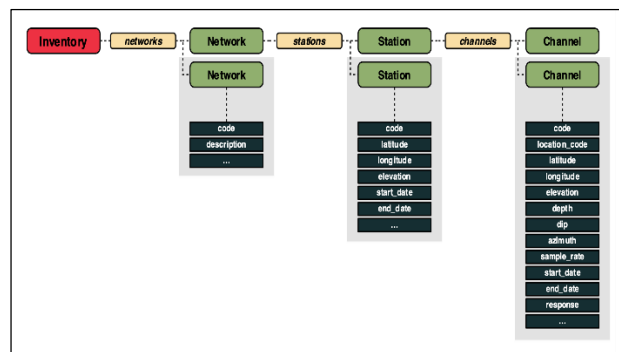 Inventory
networks
Network
stations
Station
channels
Channel
Network
Station
Channel
code
description
...
code
latitude
longitude
elevation
start_date
end_date
...
code
location_code
latitude
longitude
elevation
depth
dip
azimuth
sample_rate
start_date
end_date
response
...